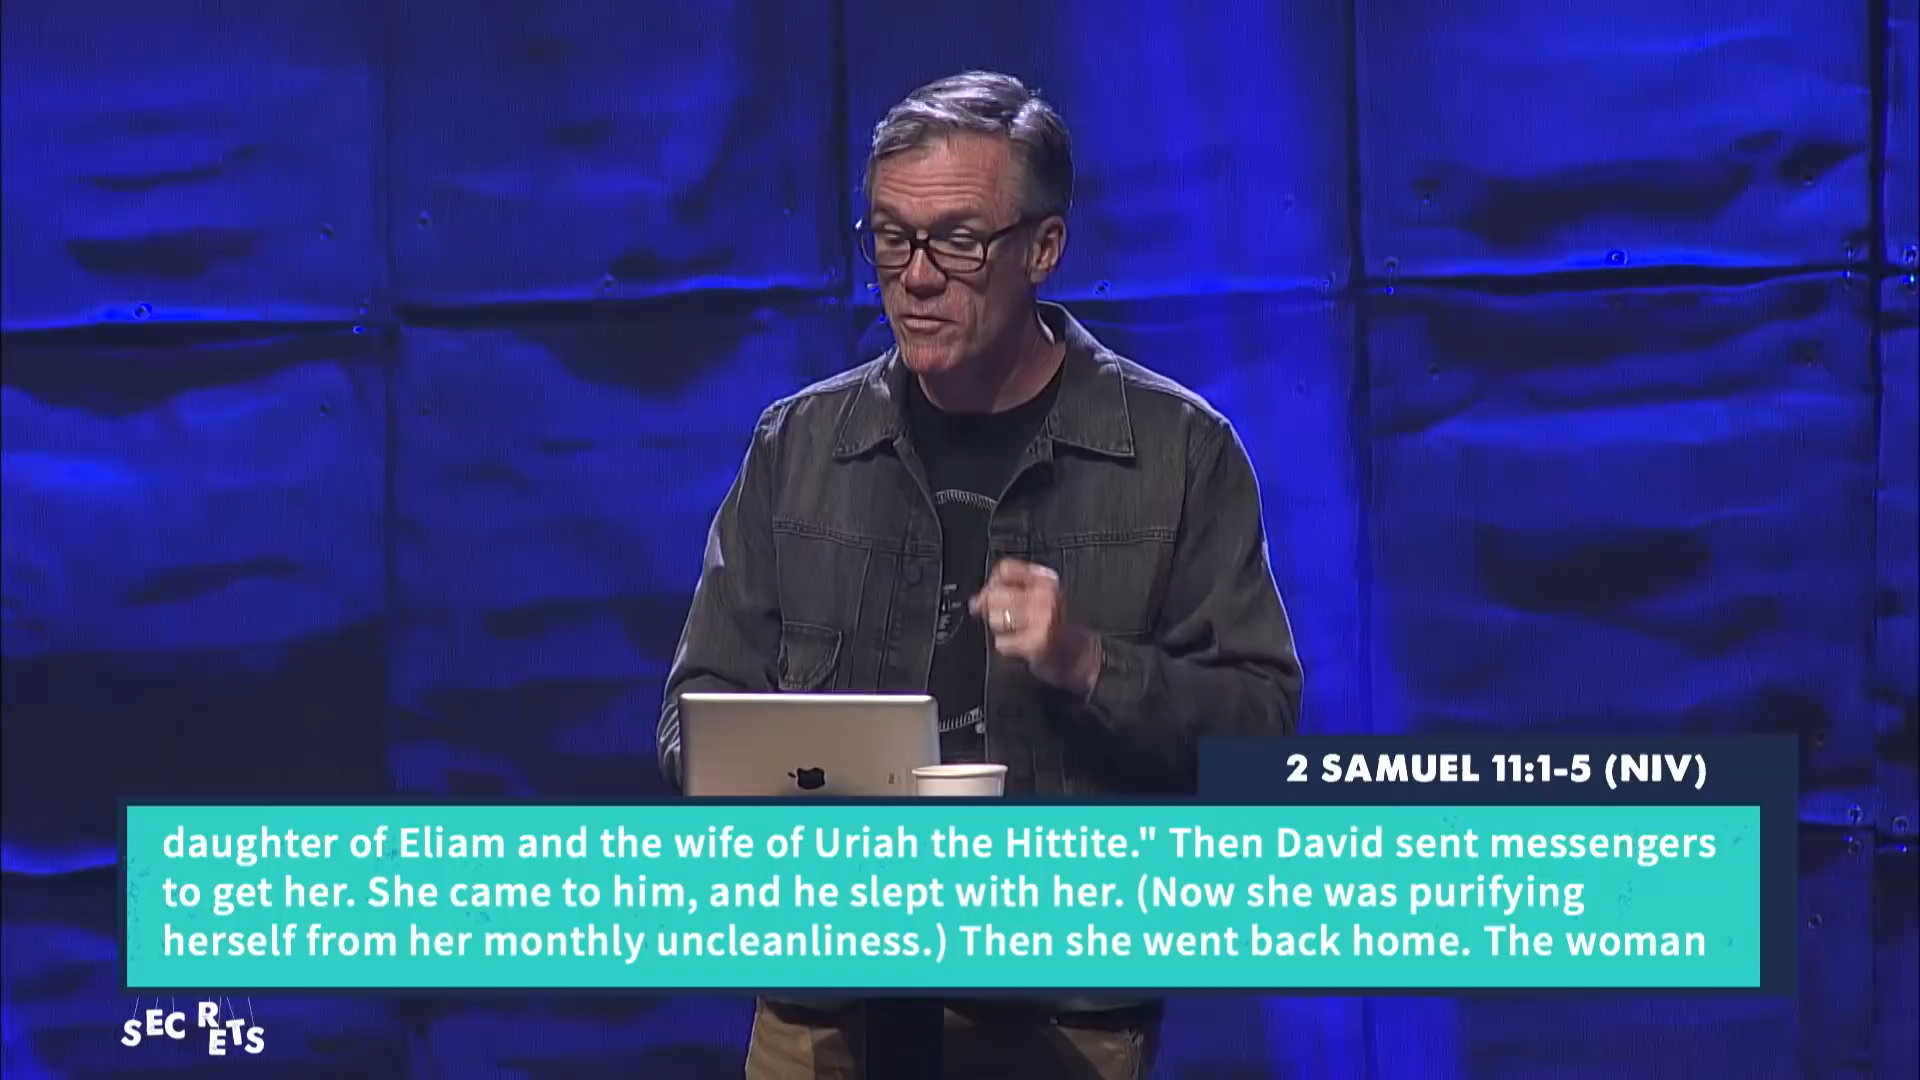 2 SAMUEL 11:1-5 (NIV)
daughter of Eliam and the wife of Uriah the Hittite." Then David sent messengers
to get her. She came to him, and he slept with her. (Now she was purifying
herself from her monthly uncleanliness.) Then she went back home. The woman
SECRETS